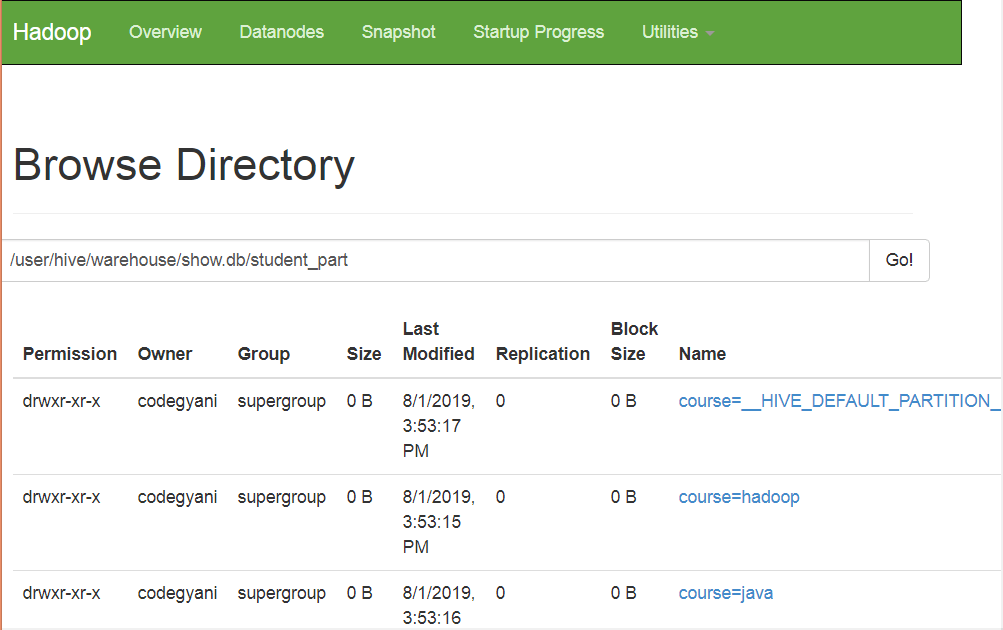 Hadoop Overview Datanodes Snapshot Startup Progress Utilities
Browse Directory
/user/hive/warehouse/show.db/student_part Go!
Permission Owner Group Size Last Modified Replication Block Size Name
drwxr-xr-x codegyani supergroup 0 B 8/1/2019, 3:53:17 PM 0 0 B course=__HIVE_DEFAULT_PARTITION_
drwxr-xr-x codegyani supergroup 0 B 8/1/2019, 3:53:15 PM 0 0 B course=hadoop
drwxr-xr-x codegyani supergroup 0 B 8/1/2019, 3:53:16 0 0 B course=java